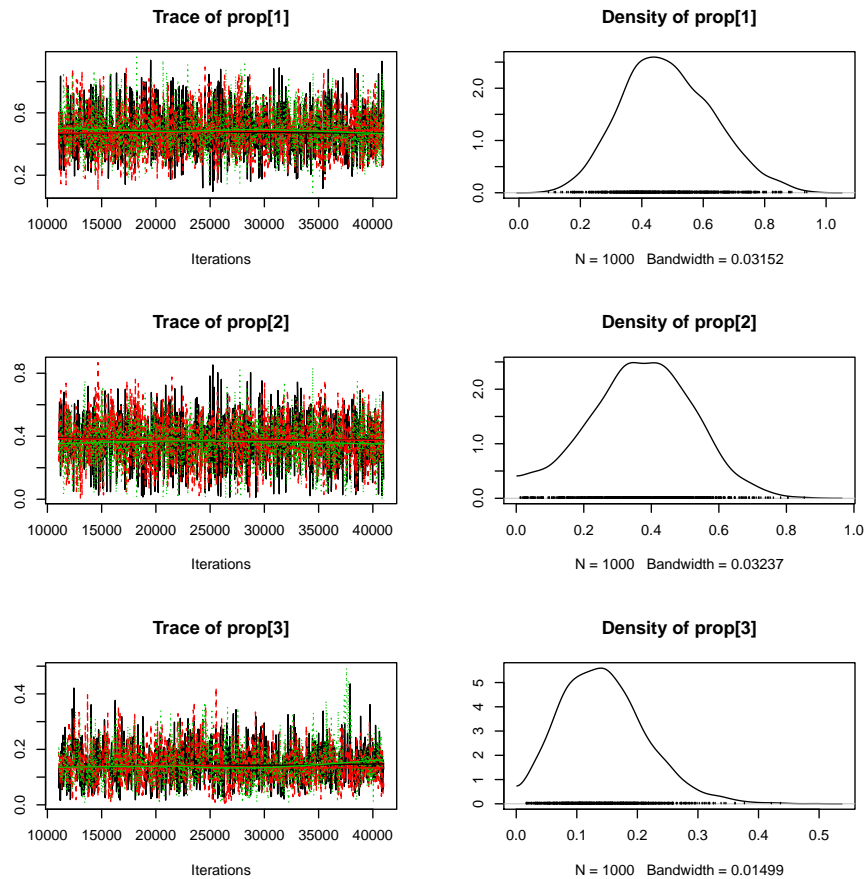 Trace of prop[1]
0.2 0.6
10000 15000 20000 25000 30000 35000 40000
Iterations
Density of prop[1]
0.0 1.0 2.0
0.0 0.2 0.4 0.6 0.8 1.0
N = 1000 Bandwidth = 0.03152
Trace of prop[2]
0.0 0.4 0.8
10000 15000 20000 25000 30000 35000 40000
Iterations
Density of prop[2]
0.0 1.0 2.0
0.0 0.2 0.4 0.6 0.8 1.0
N = 1000 Bandwidth = 0.03237
Trace of prop[3]
0.0 0.2 0.4
10000 15000 20000 25000 30000 35000 40000
Iterations
Density of prop[3]
0 1 2 3 4 5
0.0 0.1 0.2 0.3 0.4 0.5
N = 1000 Bandwidth = 0.01499